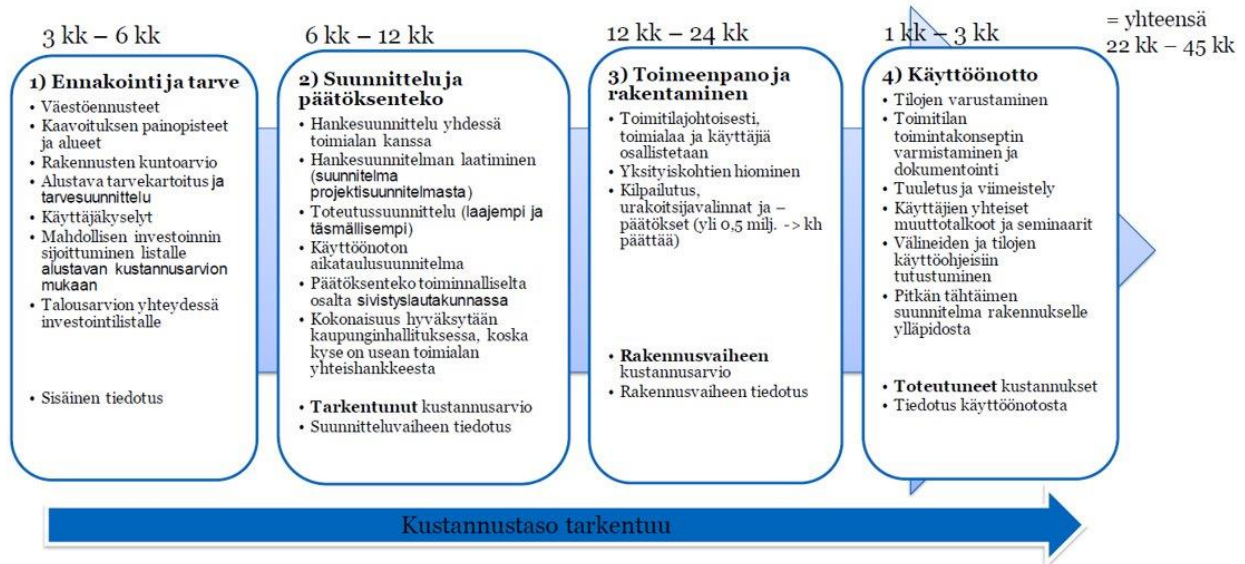 3 kk – 6 kk
6 kk – 12 kk
12 kk – 24 kk
1 kk – 3 kk
= yhteensä
22 kk – 45 kk
1) Ennakointi ja tarve
• Väestöennusteet
• Kaavoituksen painopisteet
ja alueet
• Rakennusten kuntoarvio
• Alustava tarvekartoitus ja
tarvesuunnittelu
• Käyttäjäkyselyt
• Mahdollisen investoinnin
sijoittuminen listalle
alustavan kustannusarvion
mukaan
• Talousarvion yhteydessä
investointilistalle
• Sisäinen tiedotus
2) Suunnittelu ja
päätöksenteko
• Hankesuunnittelu yhdessä
toimialan kanssa
• Hankesuunnitelman laatiminen
(suunnitelma
projektisuunnitelmasta)
• Toteutussuunnittelu (laajempi ja
täsmällisempi)
• Käyttöönoton
aikataulusuunnitelma
• Päätöksenteko toiminnalliselta
osalta sivistyslautakunnassa
• Kokonaisuus hyväksytään
kaupunginhallituksessa, koska
kyse on usean toimialan
yhteishankkeesta
• Tarkentunut kustannusarvio
• Suunnitteluvaiheen tiedotus
3) Toimeenpano ja
rakentaminen
• Toimitilajohtoisesti,
toimialaa ja käyttäjiä
osallistetaan
• Yksityiskohtien hiominen
• Kilpailutus,
urakoitsijavalinnat ja –
päätökset (yli 0,5 milj. -> kh
päättää)
• Rakennusvaiheen
kustannusarvio
• Rakennusvaiheen tiedotus
4) Käyttöönotto
• Tilojen varustaminen
• Toimitilan
toimintakonseptin
varmistaminen ja
dokumentointi
• Tuuletus ja viimeistely
• Käyttäjien yhteiset
muuttotalkoot ja seminaarit
• Välineiden ja tilojen
käyttöohjeisiin
tutustuminen
• Pitkän tähtäimen
suunnitelma rakennukselle
ylläpidosta
• Toteutuneet kustannukset
• Tiedotus käyttöönotosta
Kustannustaso tarkentuu